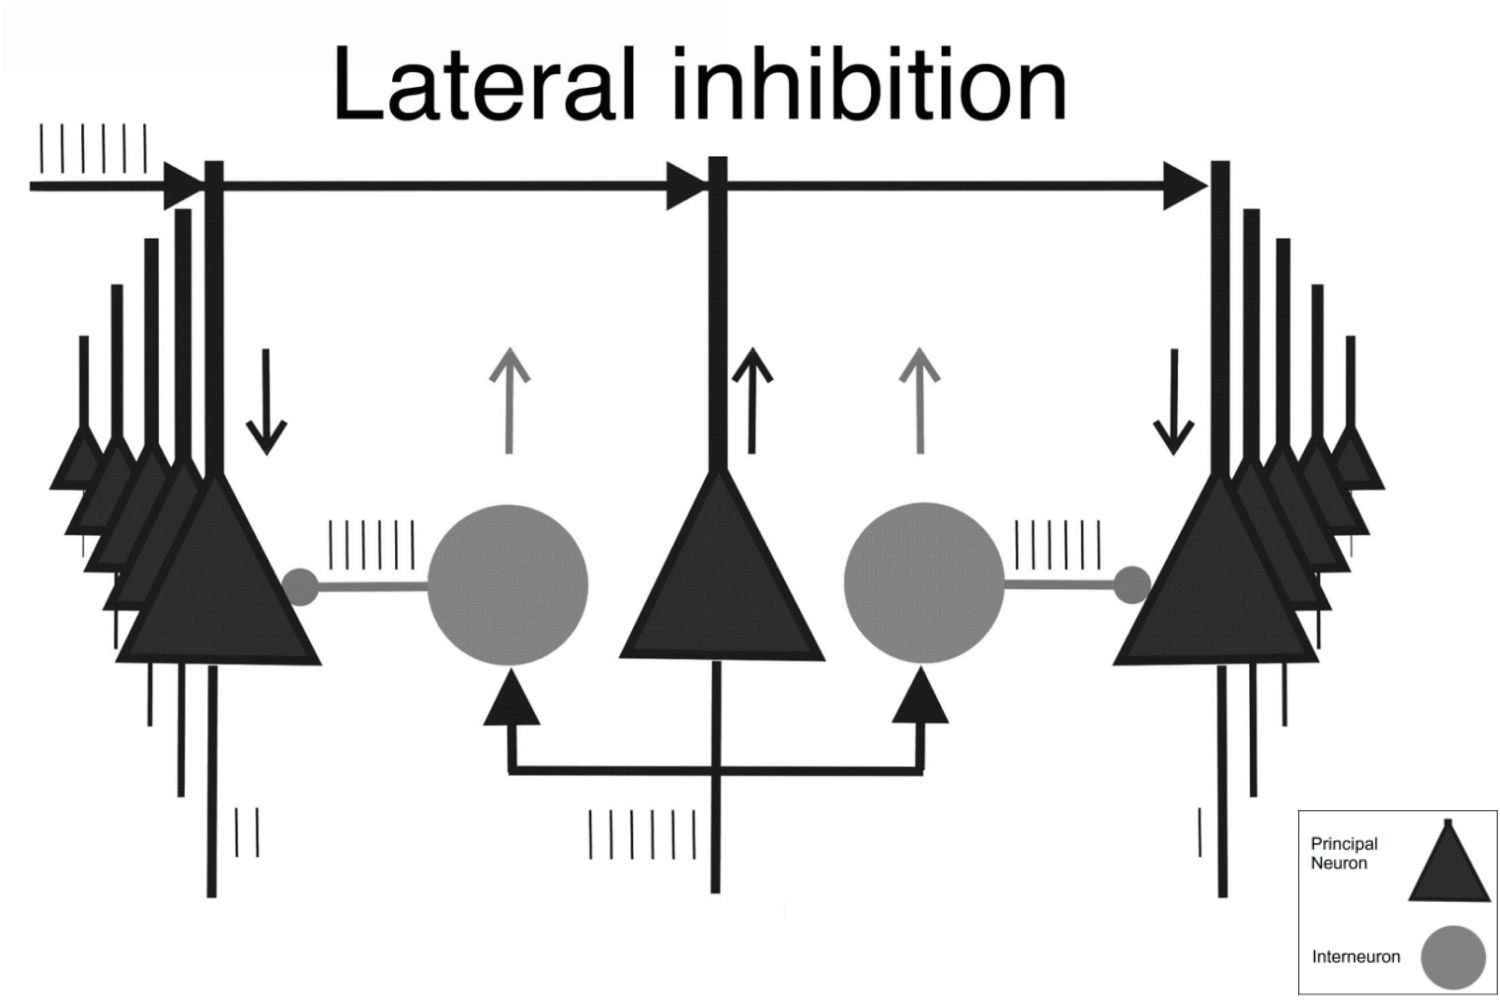 Lateral inhibition
Principal
Neuron
Interneuron